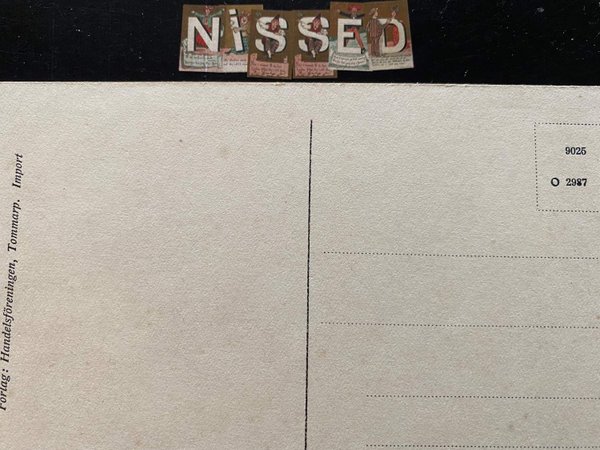 NiSSED
9025
O 2987
Förlag: Handelsföreningen, Tommarp. Import